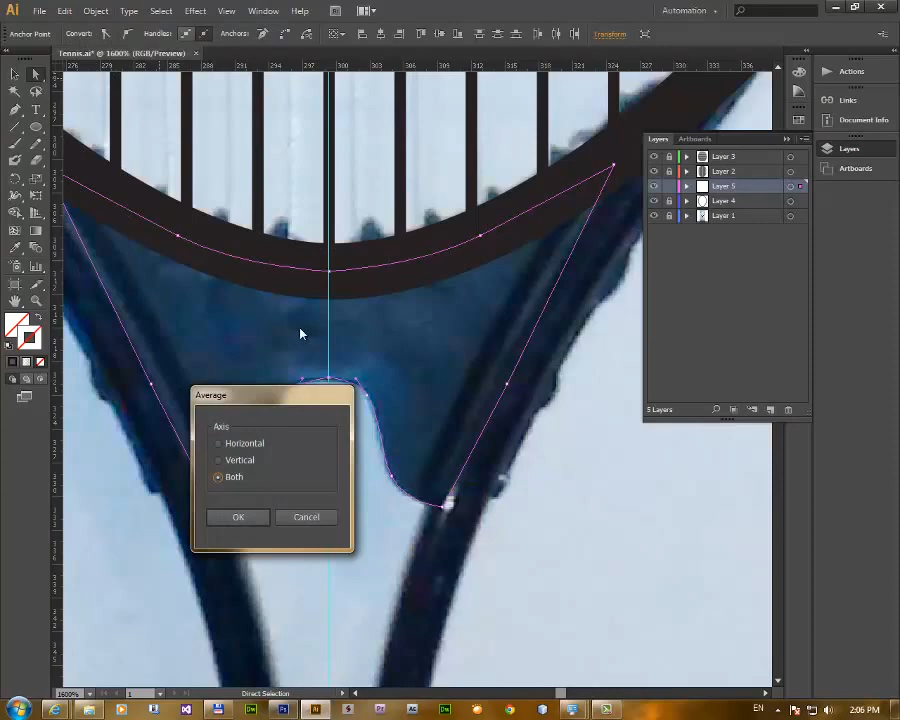 Ai File Edit Object Type Select Effect View Window Help Automation
Anchor Point Convert: Handles: Anchors: Transform
Tennis.ai* @ 1600% (RGB/Preview) ×
276 279 282 285 288 291 294 297 300 303 306 309 312 315 318 321 324 327 330 333 336
Actions
Links
Document Info
Layers
Artboards
Layers Artboards
Layer 3
Layer 2
Layer 5
Layer 4
Layer 1
5 Layers
Average
Axis
Horizontal
Vertical
Both
OK Cancel
1600% 1 Direct Selection
EN 2:06 PM